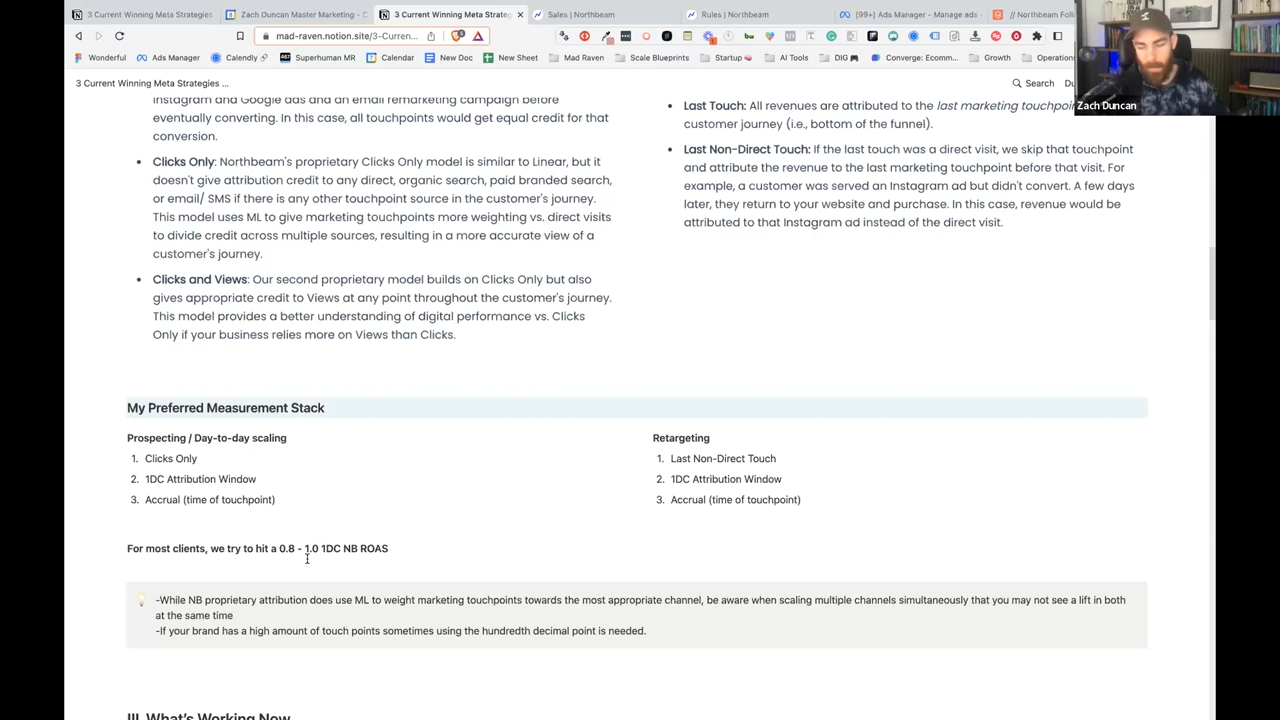 3 Current Winning Meta Strategies
Zach Duncan Master Marketing - C
3 Current Winning Meta Strateg
Sales | Northbeam
Rules | Northbeam
(99+) Ads Manager - Manage ads -
// Northbeam Foll
mad-raven.notion.site/3-Curren...
Wonderful
Ads Manager
Calendly
Superhuman MR
Calendar
New Doc
New Sheet
Mad Raven
Scale Blueprints
Startup
AI Tools
DIG
Converge: Ecomm...
Growth
Operations
3 Current Winning Meta Strategies ...
Search
Du
Zach Duncan
Instagram and Google ads and an email remarketing campaign before
eventually converting. In this case, all touchpoints would get equal credit for that
conversion.
• Clicks Only: Northbeam's proprietary Clicks Only model is similar to Linear, but it
doesn't give attribution credit to any direct, organic search, paid branded search,
or email/ SMS if there is any other touchpoint source in the customer's journey.
This model uses ML to give marketing touchpoints more weighting vs. direct visits
to divide credit across multiple sources, resulting in a more accurate view of a
customer's journey.
• Clicks and Views: Our second proprietary model builds on Clicks Only but also
gives appropriate credit to Views at any point throughout the customer's journey.
This model provides a better understanding of digital performance vs. Clicks
Only if your business relies more on Views than Clicks.
• Last Touch: All revenues are attributed to the last marketing touchpoin
customer journey (i.e., bottom of the funnel).
• Last Non-Direct Touch: If the last touch was a direct visit, we skip that touchpoint
and attribute the revenue to the last marketing touchpoint before that visit. For
example, a customer was served an Instagram ad but didn't convert. A few days
later, they return to your website and purchase. In this case, revenue would be
attributed to that Instagram ad instead of the direct visit.
My Preferred Measurement Stack
Prospecting / Day-to-day scaling
1. Clicks Only
2. 1DC Attribution Window
3. Accrual (time of touchpoint)
Retargeting
1. Last Non-Direct Touch
2. 1DC Attribution Window
3. Accrual (time of touchpoint)
For most clients, we try to hit a 0.8 - 1.0 1DC NB ROAS
-While NB proprietary attribution does use ML to weight marketing touchpoints towards the most appropriate channel, be aware when scaling multiple channels simultaneously that you may not see a lift in both
at the same time
-If your brand has a high amount of touch points sometimes using the hundredth decimal point is needed.
III. What's Working Now